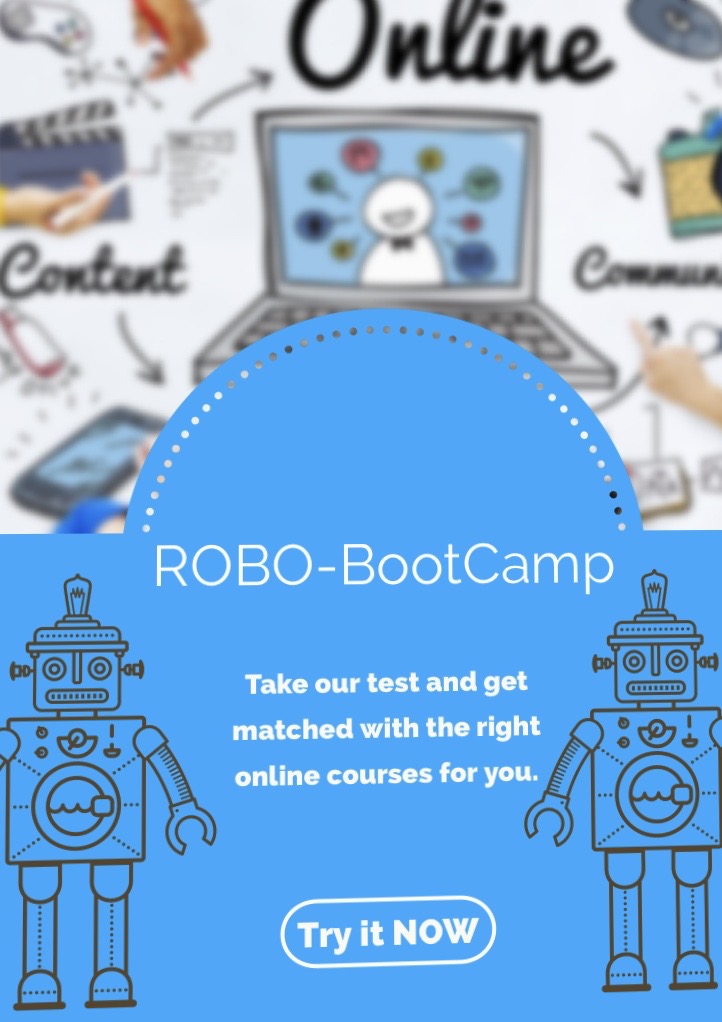 Online
Content
Commun
ROBO-BootCamp
Take our test and get
matched with the right
online courses for you.
Try it NOW